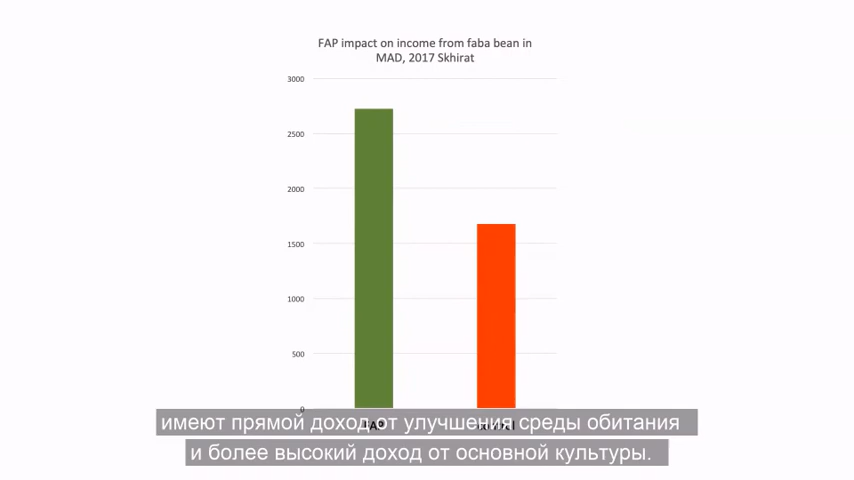 FAP impact on income from faba bean in
MAD, 2017 Skhirat
3000
2500
2000
1500
1000
500
0
FAP
имеют прямой доход от улучшения среды обитания
и более высокий доход от основной культуры.